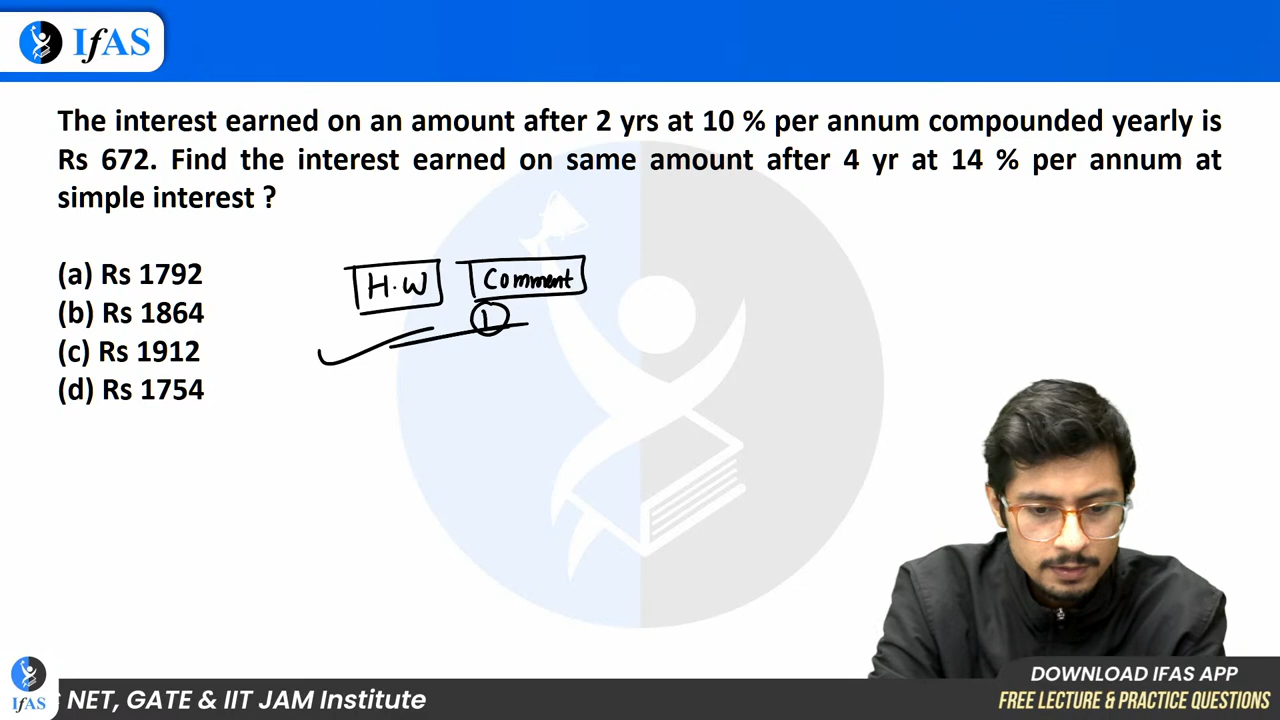 IfAS
The interest earned on an amount after 2 yrs at 10 % per annum compounded yearly is
Rs 672. Find the interest earned on same amount after 4 yr at 14 % per annum at
simple interest ?
(a) Rs 1792
(b) Rs 1864
(c) Rs 1912
(d) Rs 1754
H.W Comment
1
IfAS
NET, GATE & IIT JAM Institute
DOWNLOAD IFAS APP
FREE LECTURE & PRACTICE QUESTIONS